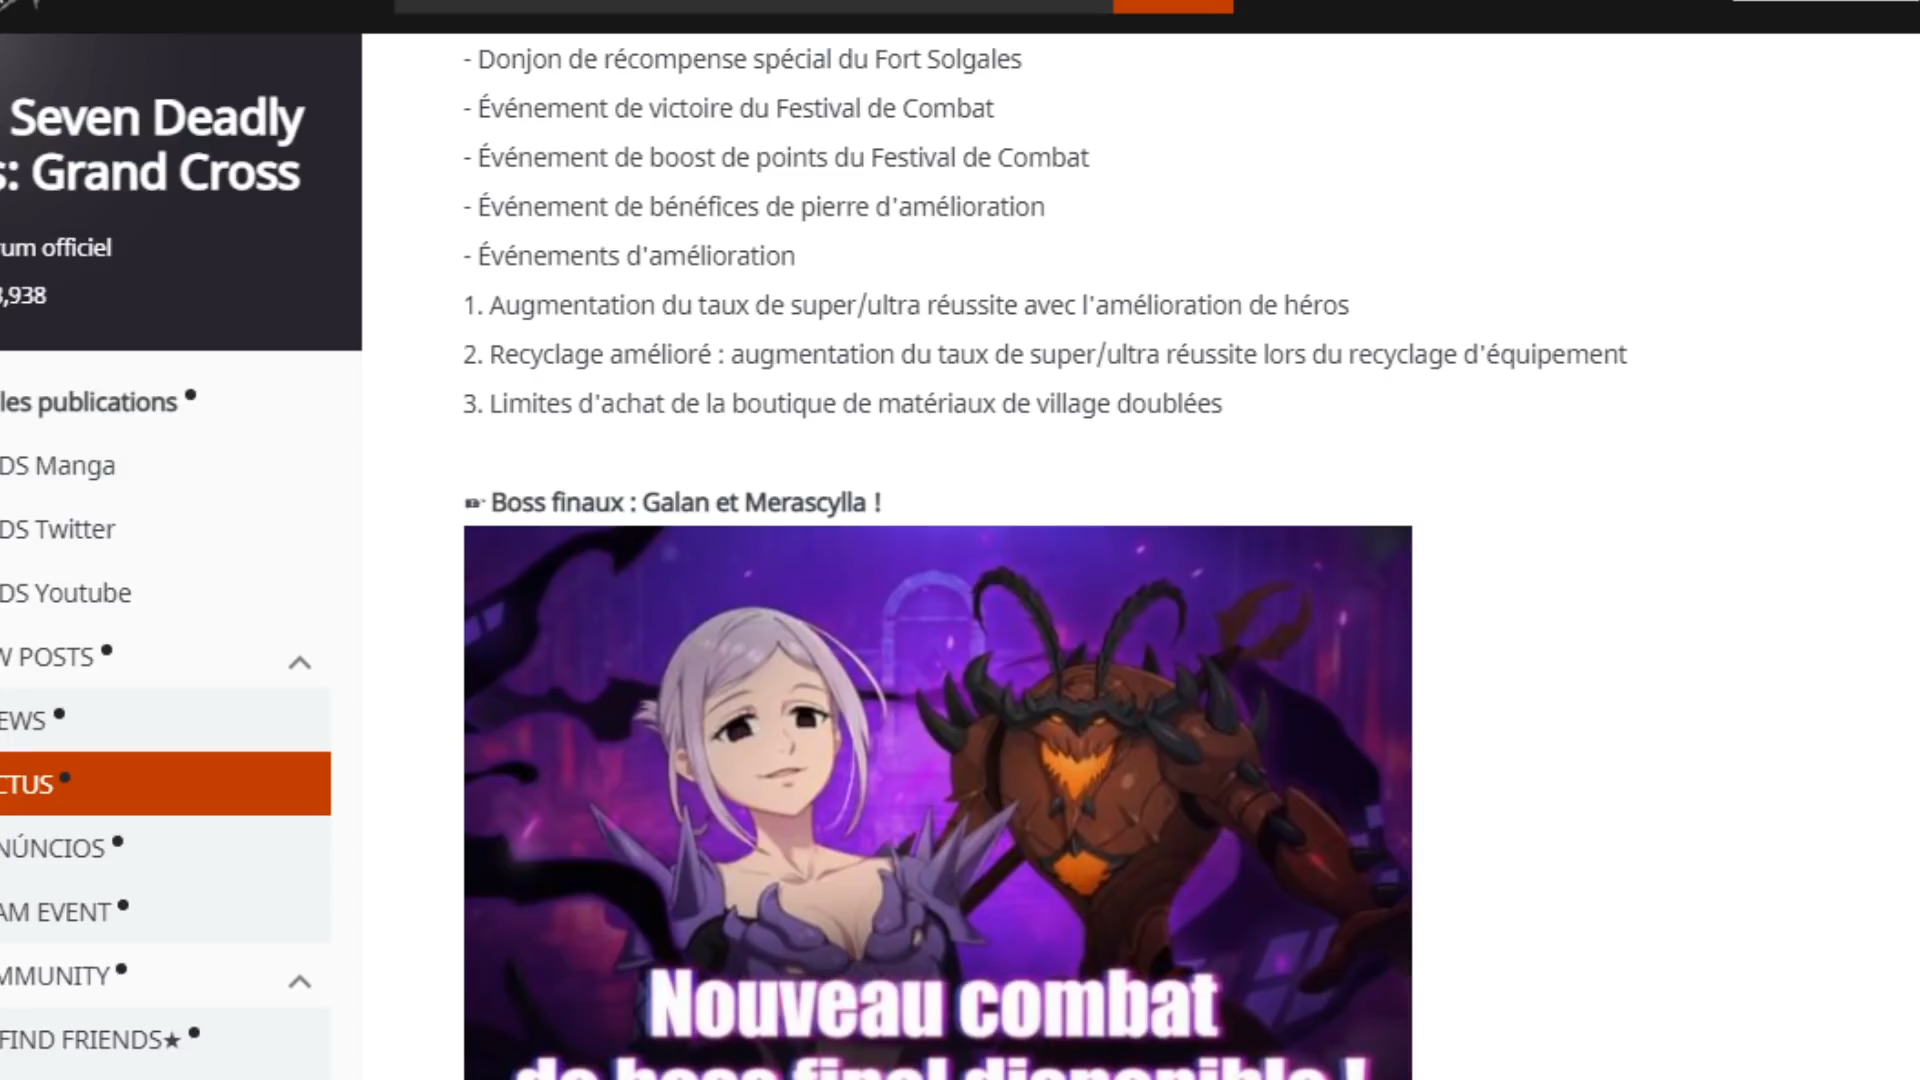 - Donjon de récompense spécial du Fort Solgales
- Événement de victoire du Festival de Combat
- Événement de boost de points du Festival de Combat
- Événement de bénéfices de pierre d'amélioration
- Événements d'amélioration
1. Augmentation du taux de super/ultra réussite avec l'amélioration de héros
2. Recyclage amélioré : augmentation du taux de super/ultra réussite lors du recyclage d'équipement
3. Limites d'achat de la boutique de matériaux de village doublées
Boss finaux : Galan et Merascylla !
Nouveau combat
de boss final disponible !
Seven Deadly
s: Grand Cross
um officiel
3,938
les publications
DS Manga
DS Twitter
DS Youtube
W POSTS
EWS
CTUS
NÚNCIOS
AM EVENT
MMUNITY
FIND FRIENDS★